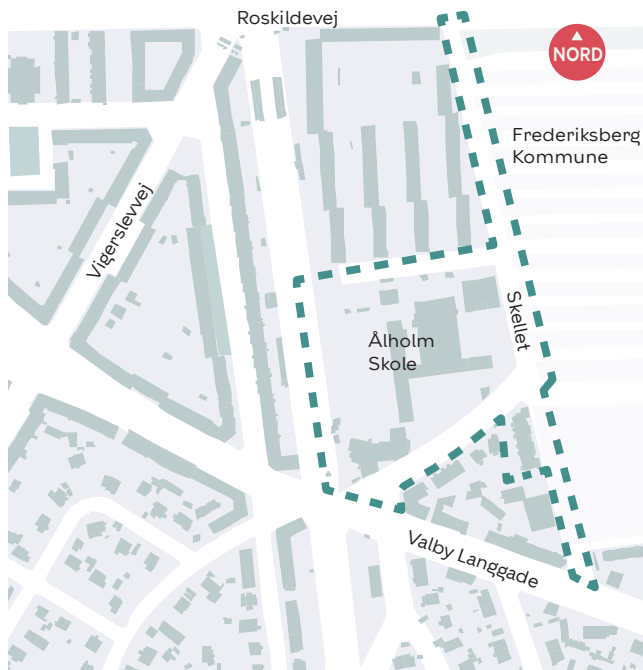 Roskildevej
NORD
Frederiksberg
Kommune
Vigerslevvej
Skellet
Ålholm
Skole
Valby Langgade